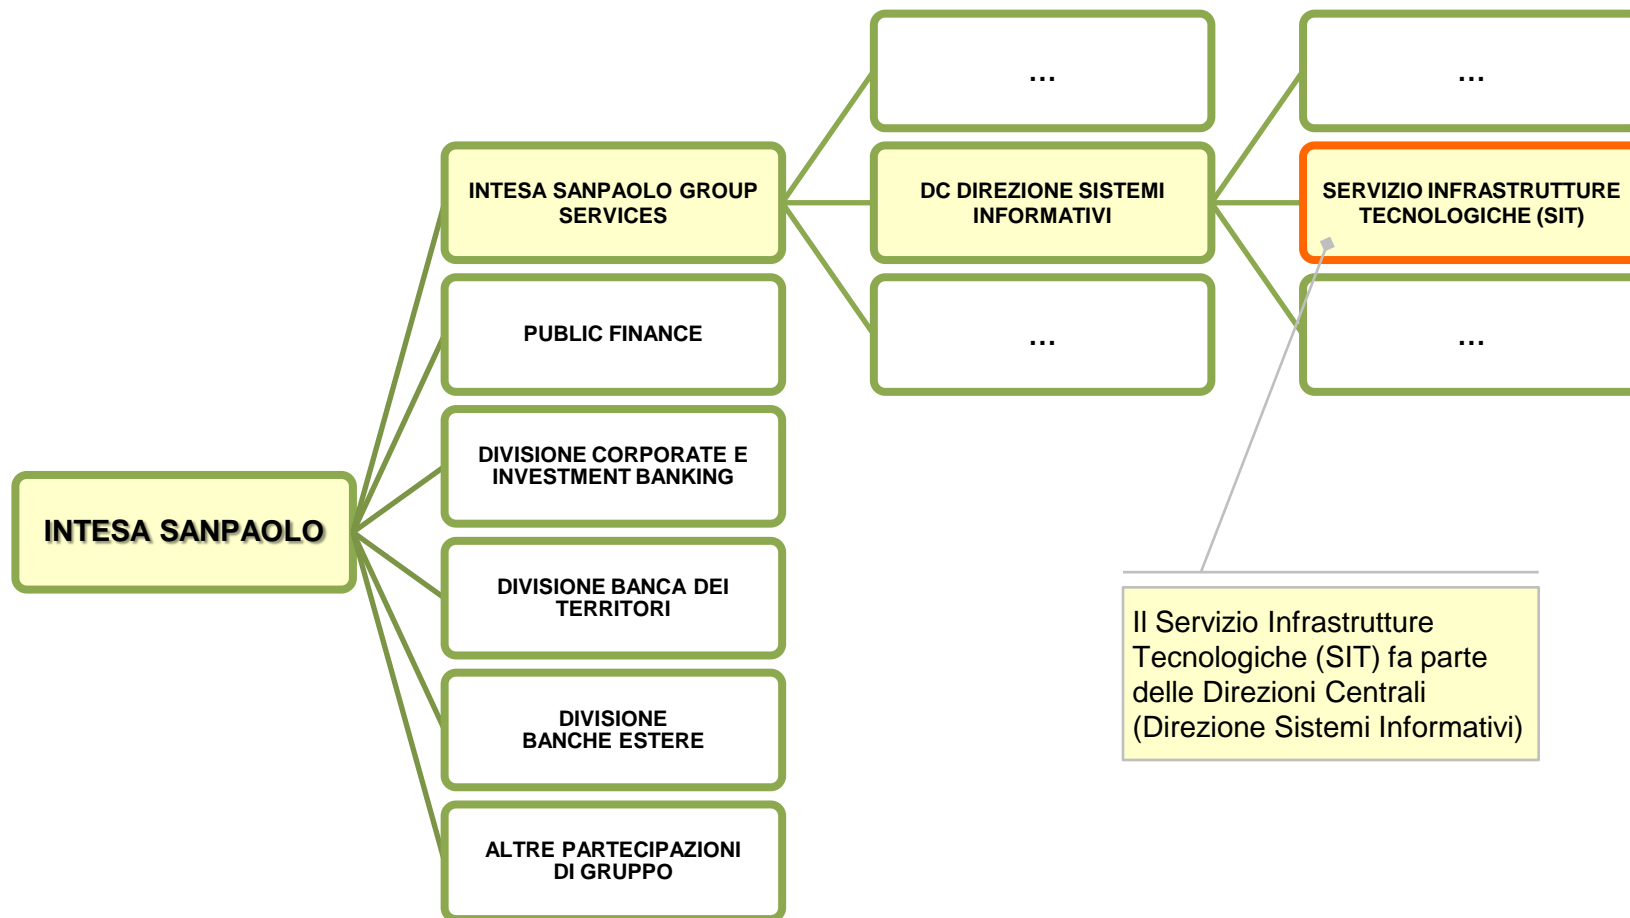 ...
...
INTESA SANPAOLO GROUP
SERVICES
DC DIREZIONE SISTEMI
INFORMATIVI
SERVIZIO INFRASTRUTTURE
TECNOLOGICHE (SIT)
PUBLIC FINANCE
...
...
DIVISIONE CORPORATE E
INVESTMENT BANKING
INTESA SANPAOLO
DIVISIONE BANCA DEI
TERRITORI
Il Servizio Infrastrutture
Tecnologiche (SIT) fa parte
delle Direzioni Centrali
(Direzione Sistemi Informativi)
DIVISIONE
BANCHE ESTERE
ALTRE PARTECIPAZIONI
DI GRUPPO